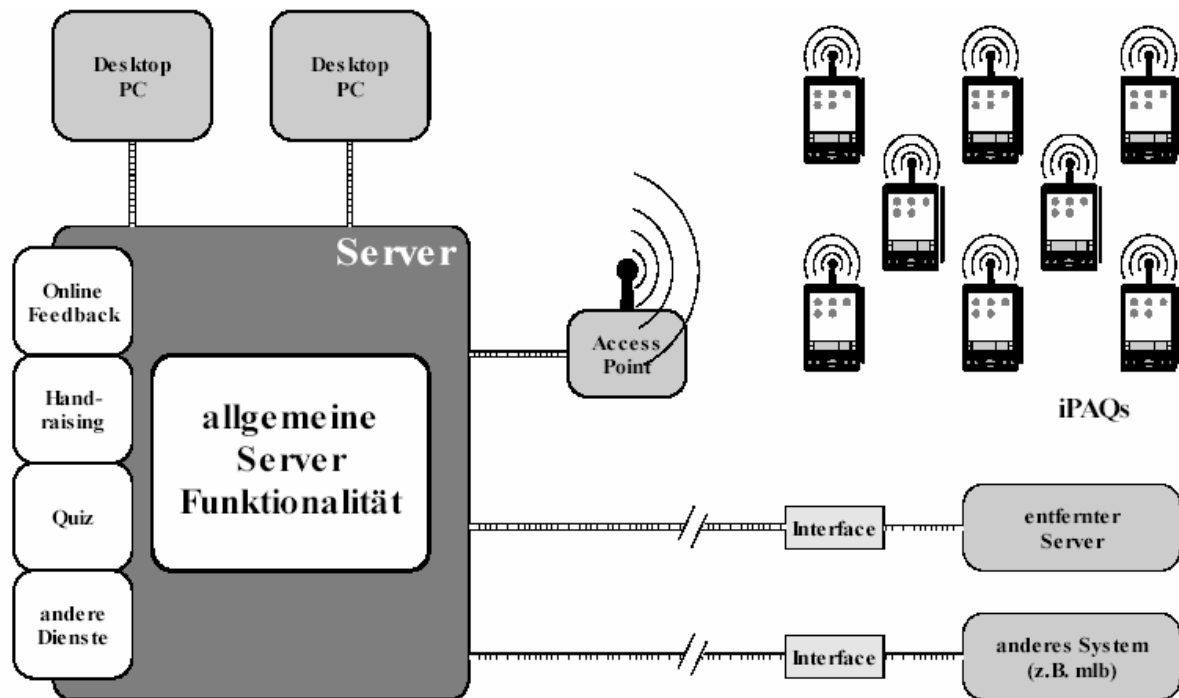 Desktop
PC
Desktop
PC
Server
Online
Feedback
Hand-
raising
Quiz
andere
Dienste
allgemeine
Server
Funktionalität
Access
Point
iPAQs
Interface
entfernter
Server
Interface
anderes System
(z.B. mlb)